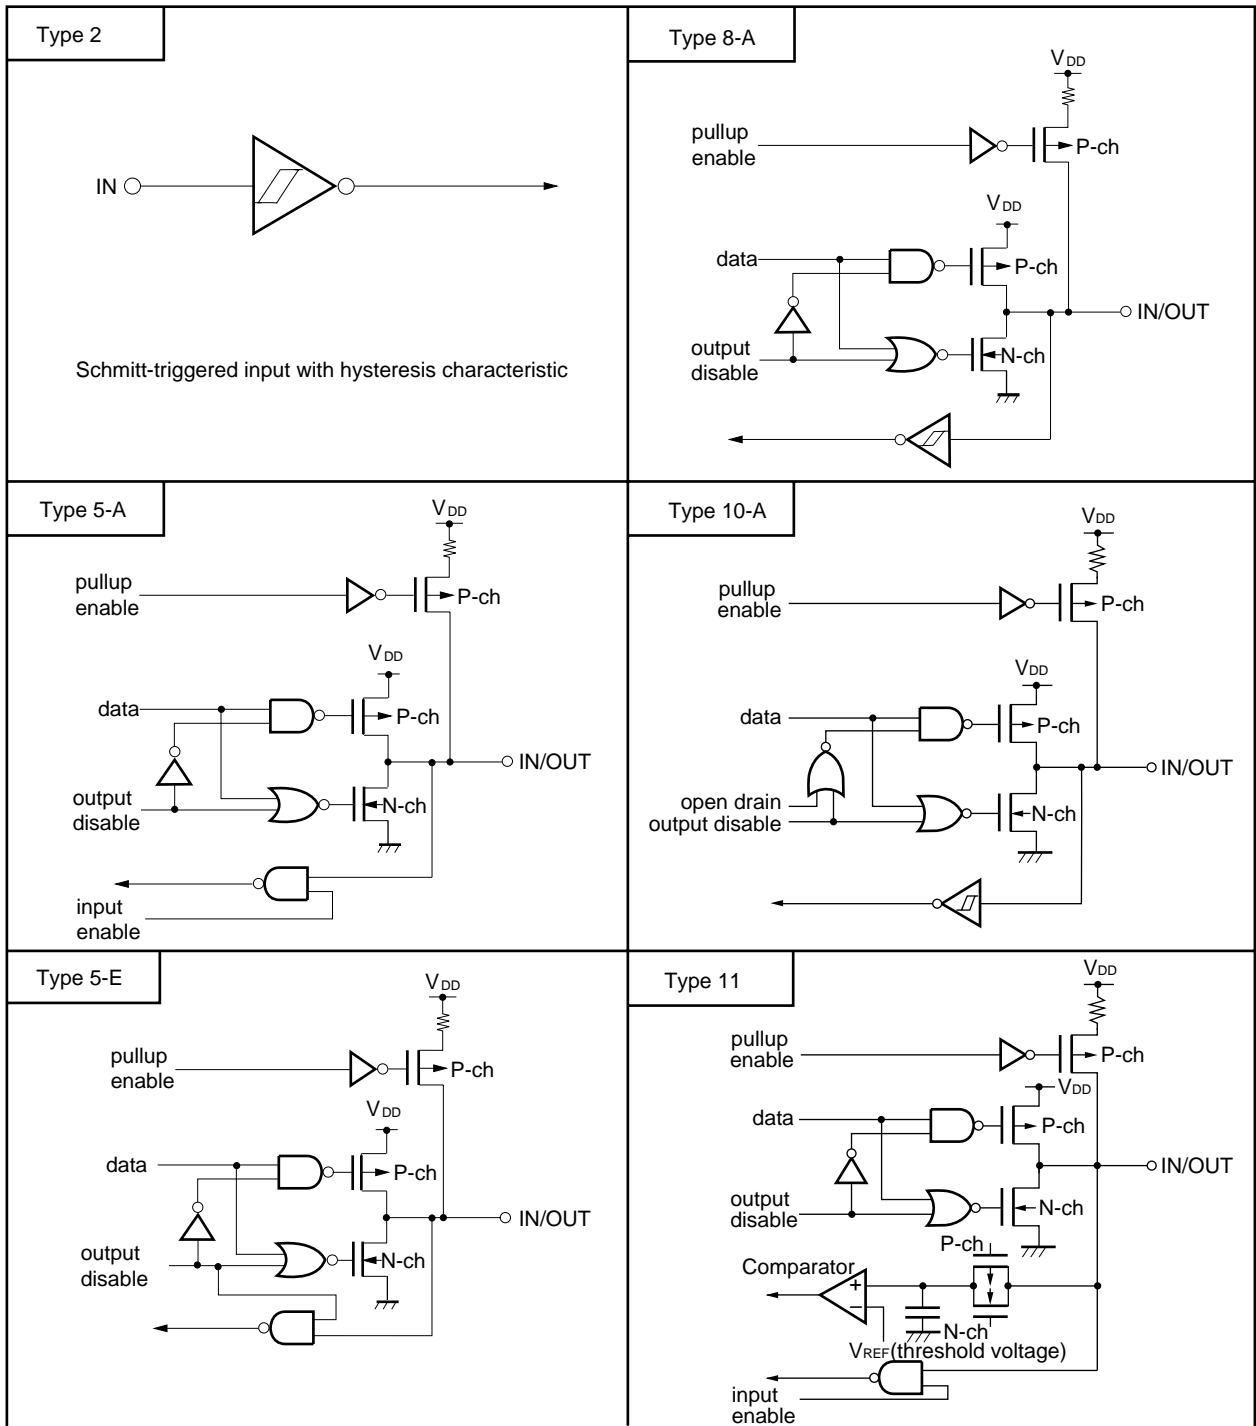 Type 2
IN
Schmitt-triggered input with hysteresis characteristic
Type 8-A
VDD
pullup
enable
P-ch
VDD
data
P-ch
IN/OUT
output
disable
N-ch
Type 5-A
VDD
pullup
enable
P-ch
VDD
data
P-ch
IN/OUT
output
disable
N-ch
input
enable
Type 10-A
VDD
pullup
enable
P-ch
VDD
data
P-ch
IN/OUT
open drain
output disable
N-ch
Type 5-E
VDD
pullup
enable
P-ch
VDD
data
P-ch
IN/OUT
output
disable
N-ch
Type 11
VDD
pullup
enable
P-ch
VDD
data
P-ch
IN/OUT
output
disable
N-ch
P-ch
Comparator
+
−
N-ch
VREF(threshold voltage)
input
enable